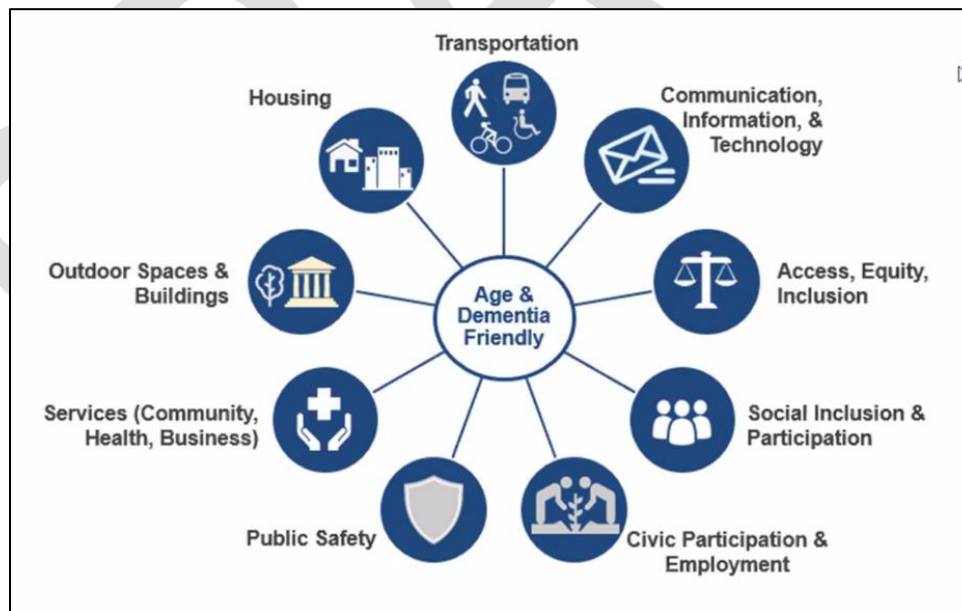 Transportation
Housing
Communication,
Information, &
Technology
Outdoor Spaces &
Buildings
Age &
Dementia
Friendly
Access, Equity,
Inclusion
Services (Community,
Health, Business)
Social Inclusion &
Participation
Public Safety
Civic Participation &
Employment